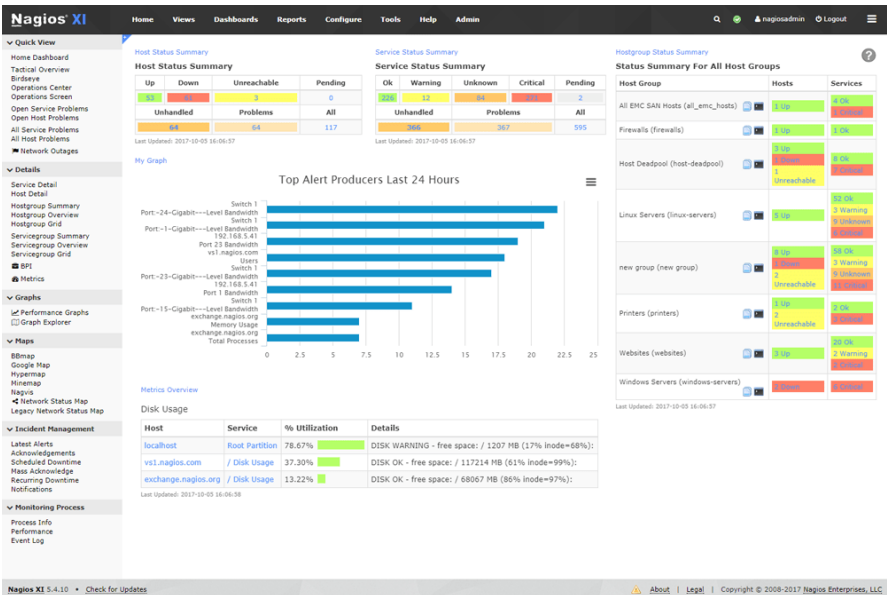 Nagios XI
Home Views Dashboards Reports Configure Tools Help Admin
nagiosadmin Logout
Quick View
Home Dashboard
Tactical Overview
Birdseye
Operations Center
Operations Screen
Open Service Problems
Open Host Problems
All Service Problems
All Host Problems
Network Outages
Details
Service Detail
Host Detail
Hostgroup Summary
Hostgroup Overview
Hostgroup Grid
Servicegroup Summary
Servicegroup Overview
Servicegroup Grid
BPI
Metrics
Graphs
Performance Graphs
Graph Explorer
Maps
BBmap
Google Map
Hypermap
Minemap
Nagvis
Network Status Map
Legacy Network Status Map
Incident Management
Latest Alerts
Acknowledgements
Scheduled Downtime
Mass Acknowledge
Recurring Downtime
Notifications
Monitoring Process
Process Info
Performance
Event Log
Host Status Summary
Host Status Summary
Up Down Unreachable Pending
53 3 0
Unhandled Problems All
64 64 117
Last Updated: 2017-10-05 16:06:57
Service Status Summary
Service Status Summary
Ok Warning Unknown Critical Pending
226 12 84 2
Unhandled Problems All
366 367 595
Last Updated: 2017-10-05 16:06:57
My Graph
Top Alert Producers Last 24 Hours
Switch 1
Port:-24-Gigabit---Level Bandwidth
Switch 1
Port:-1-Gigabit---Level Bandwidth
192.168.5.41
Port 23 Bandwidth
vs1.nagios.com
Users
Switch 1
Port:-23-Gigabit---Level Bandwidth
192.168.5.41
Port 1 Bandwidth
Switch 1
Port:-15-Gigabit---Level Bandwidth
exchange.nagios.org
Memory Usage
exchange.nagios.org
Total Processes
0 2.5 5 7.5 10 12.5 15 17.5 20 22.5 25
Metrics Overview
Disk Usage
Host Service % Utilization Details
localhost Root Partition 78.67% DISK WARNING - free space: / 1207 MB (17% inode=68%):
vs1.nagios.com / Disk Usage 37.30% DISK OK - free space: / 117214 MB (61% inode=99%):
exchange.nagios.org / Disk Usage 13.22% DISK OK - free space: / 68067 MB (86% inode=97%):
Last Updated: 2017-10-05 16:06:58
Hostgroup Status Summary
Status Summary For All Host Groups
Host Group Hosts Services
All EMC SAN Hosts (all_emc_hosts) 1 Up 4 Ok
1 Critical
Firewalls (firewalls) 1 Up 1 Ok
Host Deadpool (host-deadpool) 3 Up 8 Ok
1 Down 7 Critical
1 Unreachable
Linux Servers (linux-servers) 5 Up 52 Ok
3 Warning
9 Unknown
6 Critical
new group (new group) 8 Up 58 Ok
1 Down 3 Warning
2 Unreachable 9 Unknown
11 Critical
Printers (printers) 1 Up 2 Ok
2 Unreachable Critical
Websites (websites) 3 Up 20 Ok
2 Warning
Critical
Windows Servers (windows-servers) Down Critical
Last Updated: 2017-10-05 16:06:57
Nagios XI 5.4.10 • Check for Updates
About | Legal | Copyright © 2008-2017 Nagios Enterprises, LLC